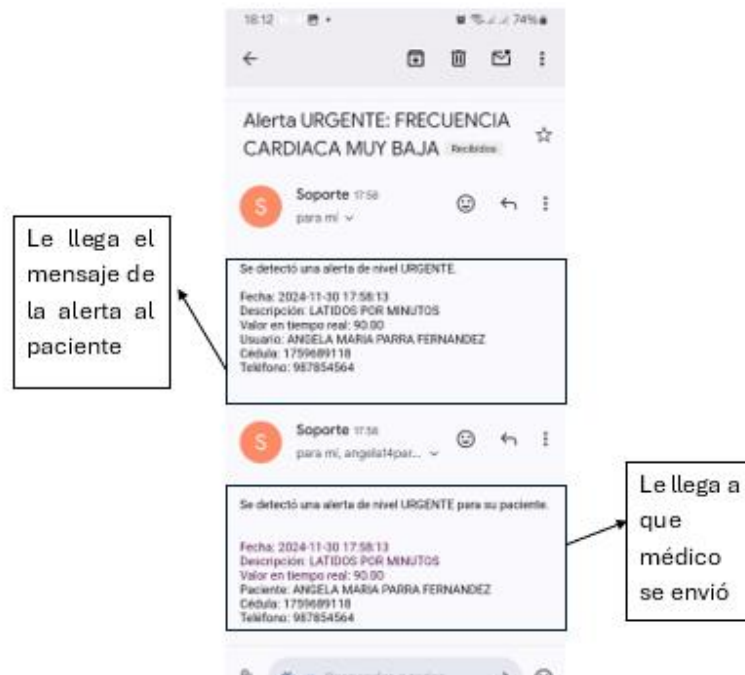 18:12
74%
Alerta URGENTE: FRECUENCIA
CARDIACA MUY BAJA Recibidos
S
Soporte 17:58
para mí
Le llega el
mensaje de
la alerta al
paciente
Se detectó una alerta de nivel URGENTE.
Fecha: 2024-11-30 17:58:13
Descripción: LATIDOS POR MINUTOS
Valor en tiempo real: 90.00
Usuario: ANGELA MARIA PARRA FERNANDEZ
Cédula: 1759689118
Teléfono: 987854564
S
Soporte 17:58
para mí, angela14par...
Se detectó una alerta de nivel URGENTE para su paciente.
Fecha: 2024-11-30 17:58:13
Descripción: LATIDOS POR MINUTOS
Valor en tiempo real: 90.00
Paciente: ANGELA MARIA PARRA FERNANDEZ
Cédula: 1759689118
Teléfono: 987854564
Le llega a
que
médico
se envió